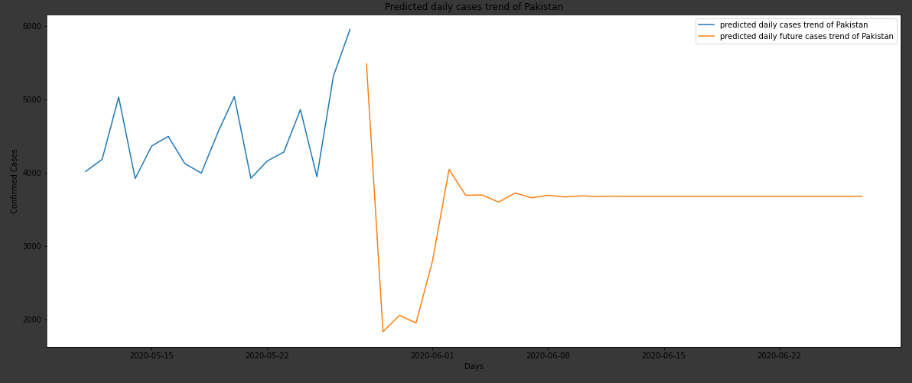 Predicted daily cases trend of Pakistan
predicted daily cases trend of Pakistan
predicted daily future cases trend of Pakistan
6000
5000
4000
3000
2000
Confirmed Cases
2020-05-15 2020-05-22 2020-06-01 2020-06-08 2020-06-15 2020-06-22
Days